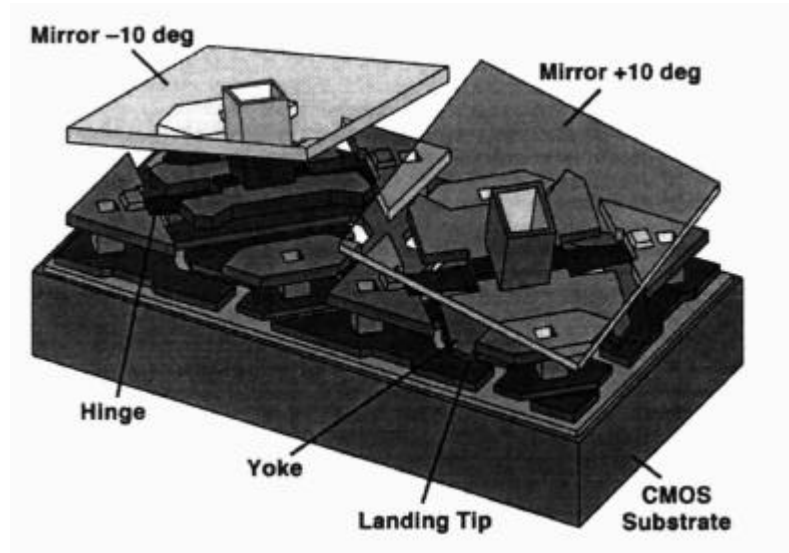 Mirror –10 deg
Mirror +10 deg
Hinge
Yoke
Landing Tip
CMOS
Substrate